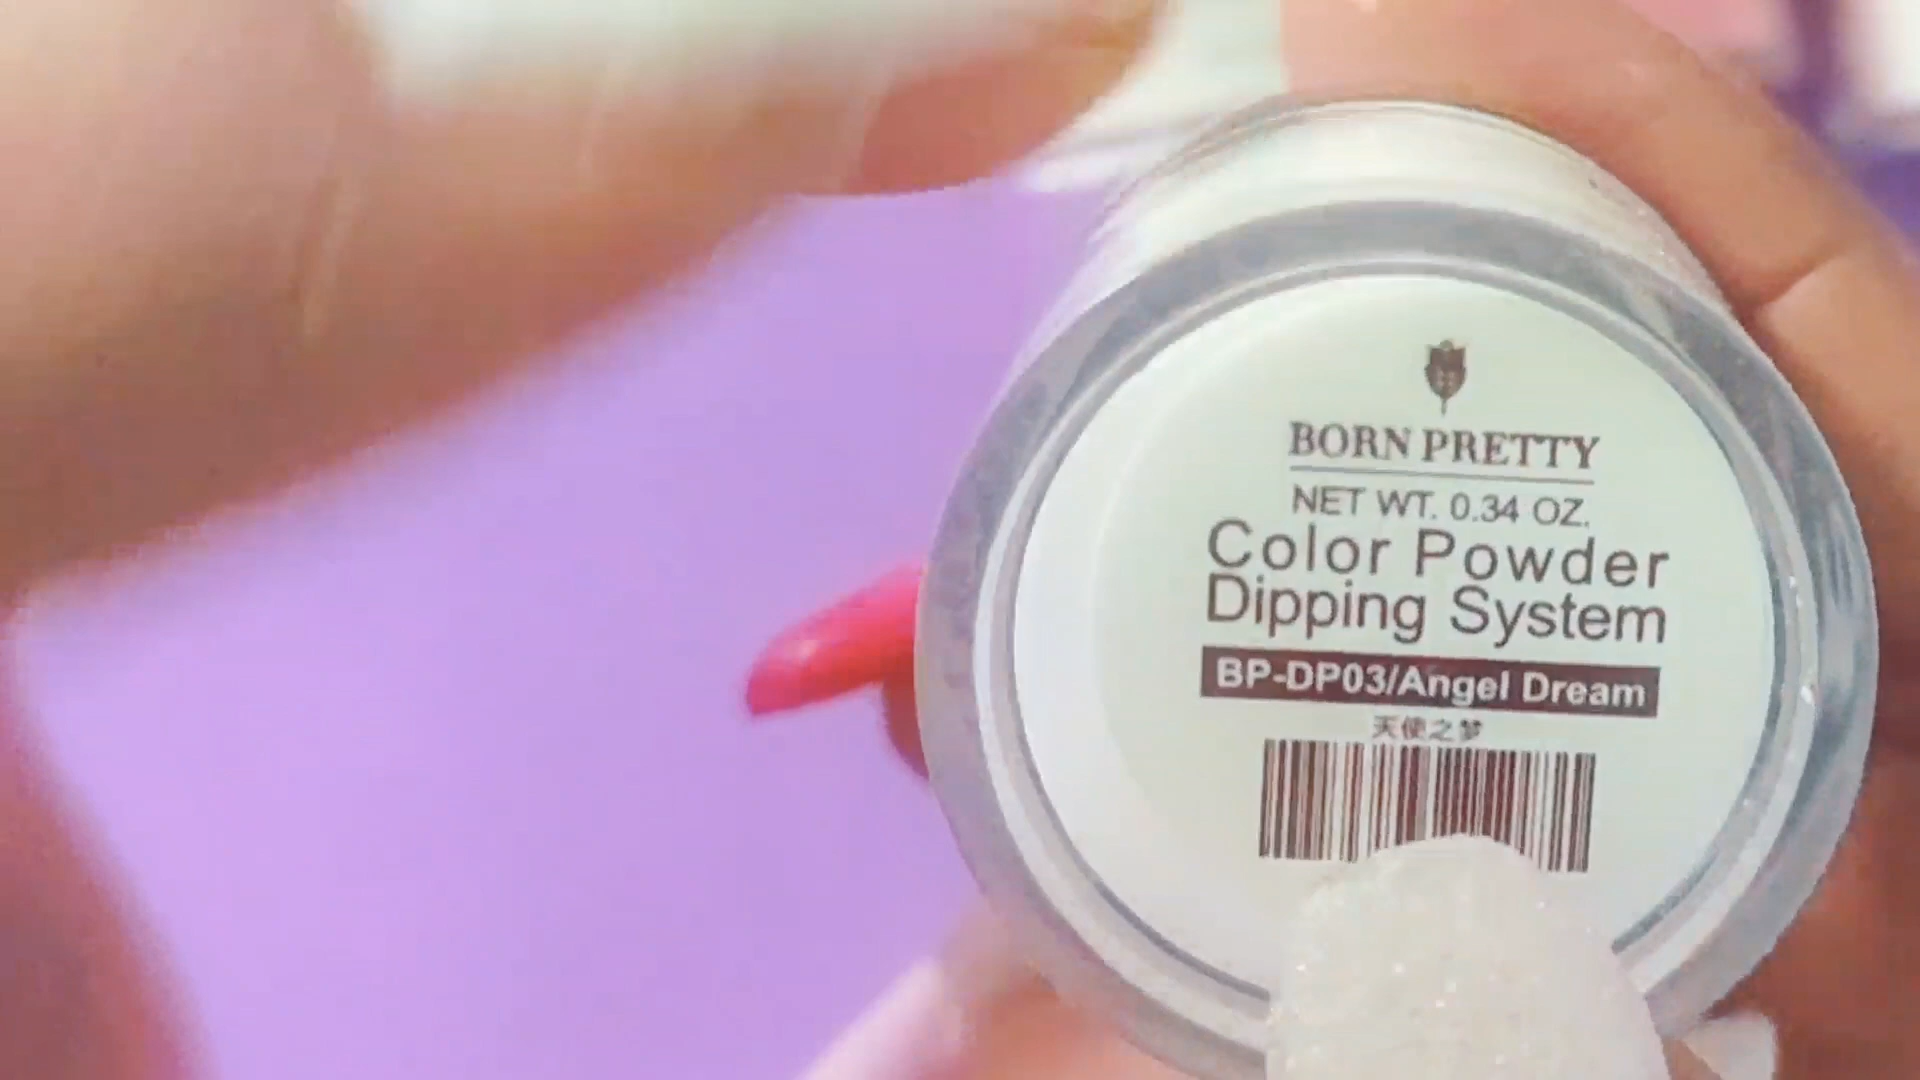 BORN PRETTY
NET WT. 0.34 OZ.
Color Powder
Dipping System
BP-DP03/Angel Dream
天使之梦